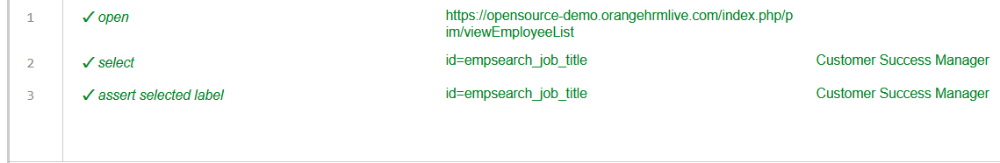 1 ✓ open https://opensource-demo.orangehrmlive.com/index.php/p
im/viewEmployeeList
2 ✓ select id=empsearch_job_title Customer Success Manager
3 ✓ assert selected label id=empsearch_job_title Customer Success Manager